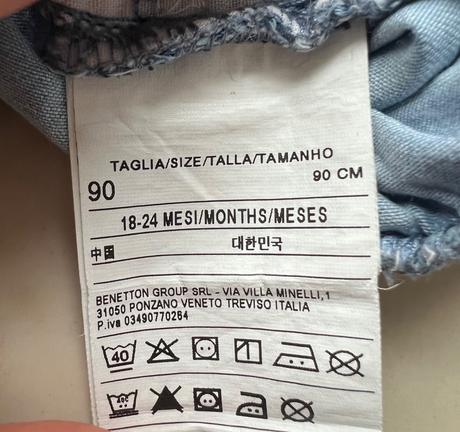 TAGLIA/SIZE/TALLA/TAMANHO
90 90 CM
18-24 MESI/MONTHS/MESES
中国 대한민국
BENETTON GROUP SRL - VIA VILLA MINELLI,1
31050 PONZANO VENETO TREVISO ITALIA
P.iva 03490770264
40
40C